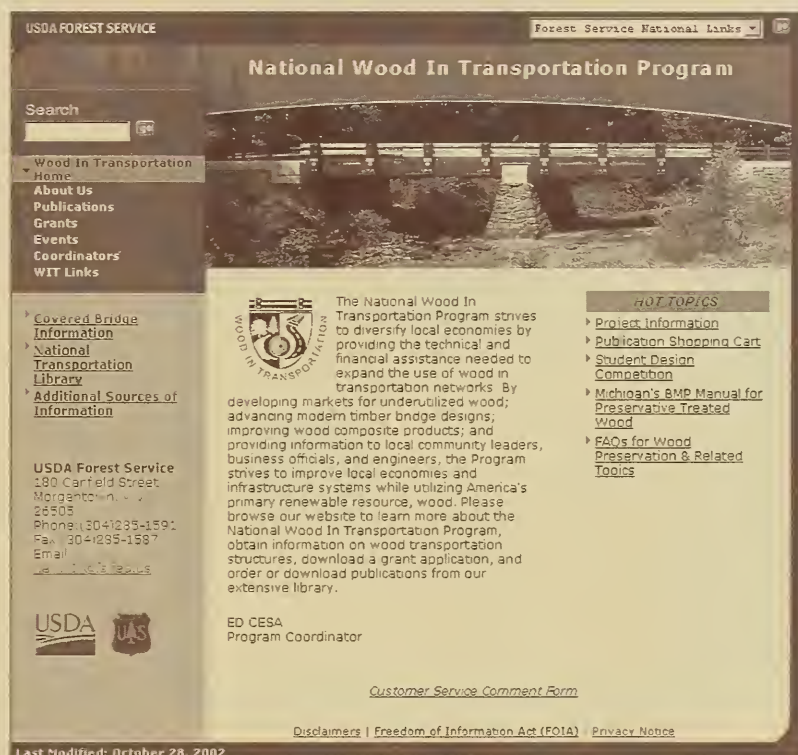 USDA FOREST SERVICE
Forest Service National Links
go
National Wood In Transportation Program
Search
go
Wood In Transportation
Home
About Us
Publications
Grants
Events
Coordinators
WIT Links
Covered Bridge
Information
National
Transportation
Library
Additional Sources of
Information
USDA Forest Service
180 Canfield Street
Morgantown,
26505
Phone: (304)285-1591
Fax (304)285-1587
Email
USDA
UAS
WOOD IN TRANSPORTATION
The National Wood In
Transportation Program strives
to diversify local economies by
providing the technical and
financial assistance needed to
expand the use of wood in
transportation networks. By
developing markets for underutilized wood;
advancing modern timber bridge designs;
improving wood composite products; and
providing information to local community leaders,
business officials, and engineers, the Program
strives to improve local economies and
infrastructure systems while utilizing America's
primary renewable resource, wood. Please
browse our website to learn more about the
National Wood In Transportation Program,
obtain information on wood transportation
structures, download a grant application, and
order or download publications from our
extensive library.
ED CESA
Program Coordinator
HOT TOPICS
Project Information
Publication Shopping Cart
Student Design
Competition
Michigan's BMP Manual for
Preservative Treated
Wood
FAQs for Wood
Preservation & Related
Topics
Customer Service Comment Form
Disclaimers | Freedom of Information Act (FOIA) | Privacy Notice
Last Modified: October 28, 2002